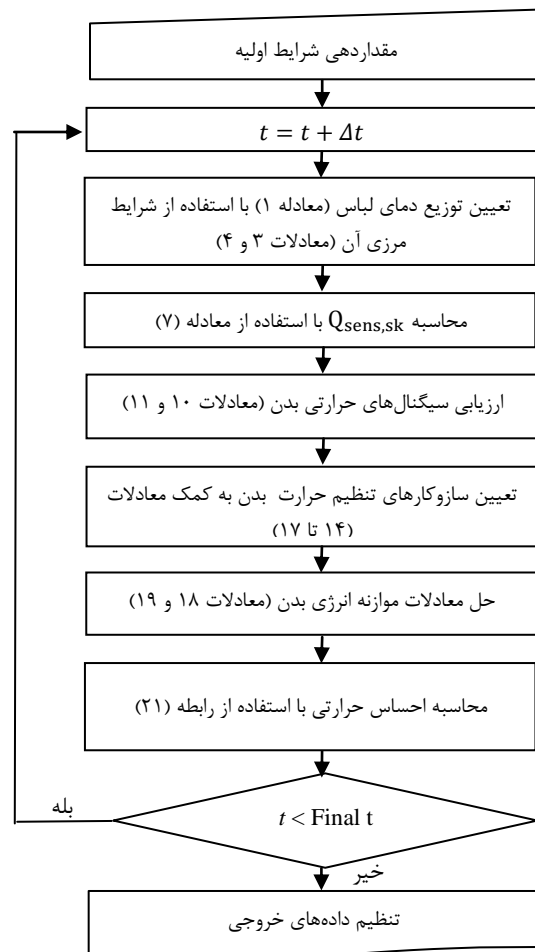 مقداردهی شرایط اولیه
t = t + Δt
تعیین توزیع دمای لباس (معادله ۱) با استفاده از شرایط
مرزی آن (معادلات ۳ و ۴)
محاسبه Qsens,sk با استفاده از معادله (۷)
ارزیابی سیگنال‌های حرارتی بدن (معادلات ۱۰ و ۱۱)
تعیین سازوکارهای تنظیم حرارت بدن به کمک معادلات
(۱۴ تا ۱۷)
حل معادلات موازنه انرژی بدن (معادلات ۱۸ و ۱۹)
محاسبه احساس حرارتی با استفاده از رابطه (۲۱)
t < Final t
بله
خیر
تنظیم داده‌های خروجی